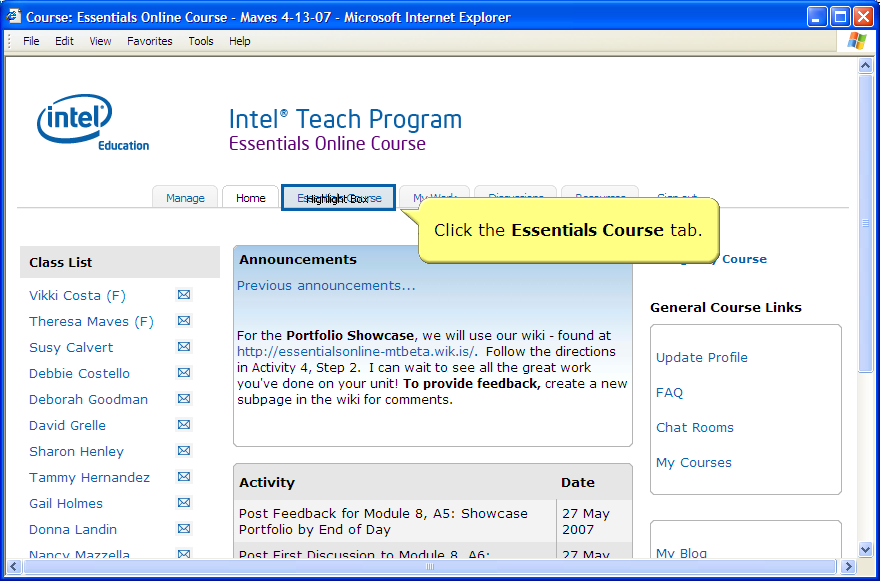 Course: Essentials Online Course - Maves 4-13-07 - Microsoft Internet Explorer
File Edit View Favorites Tools Help
intel®
Education
Intel® Teach Program
Essentials Online Course
Manage Home Essentials Course My Work Discussions Resources Sign out
Highlight Box
Click the Essentials Course tab.
Course
Class List
Vikki Costa (F)
Theresa Maves (F)
Susy Calvert
Debbie Costello
Deborah Goodman
David Grelle
Sharon Henley
Tammy Hernandez
Gail Holmes
Donna Landin
Nancy Mazzella
Announcements
Previous announcements...
For the Portfolio Showcase, we will use our wiki - found at
http://essentialsonline-mtbeta.wik.is/. Follow the directions
in Activity 4, Step 2. I can wait to see all the great work
you've done on your unit! To provide feedback, create a new
subpage in the wiki for comments.
Activity Date
Post Feedback for Module 8, A5: Showcase
Portfolio by End of Day
27 May
2007
Post First Discussion to Module 8, A6:
27 May
General Course Links
Update Profile
FAQ
Chat Rooms
My Courses
My Blog